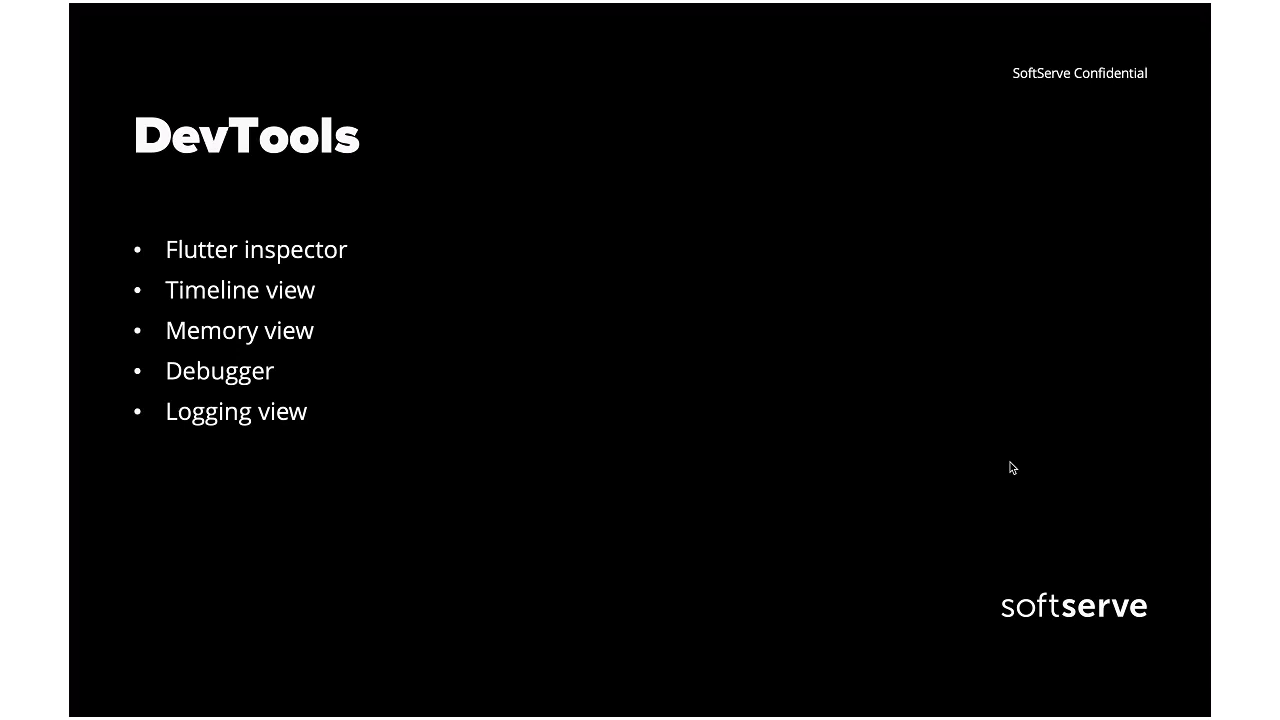 SoftServe Confidential
DevTools
• Flutter inspector
• Timeline view
• Memory view
• Debugger
• Logging view
softserve